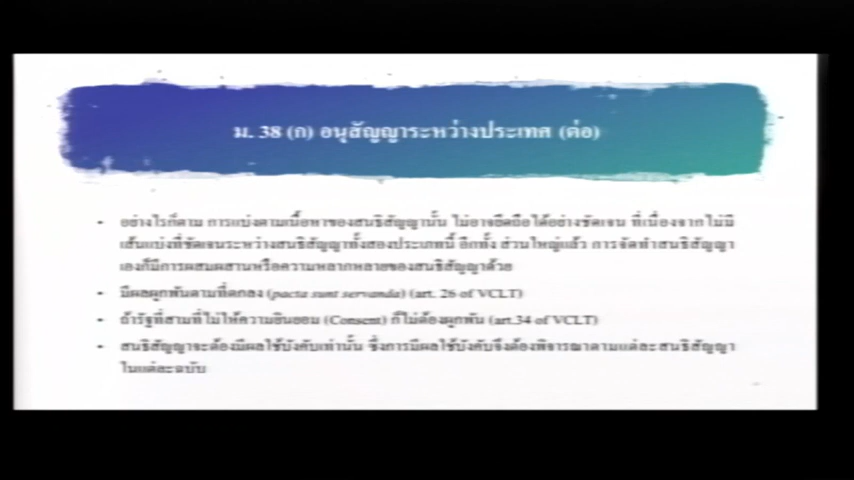 ม. 38 (ก) อนุสัญญาระหว่างประเทศ (ต่อ)
• อย่างไรก็ตาม การแบ่งตามเนื้อหาของสนธิสัญญานั้น ไม่อาจยึดถือได้อย่างชัดเจน ที่เนื่องจากไม่มี
เส้นแบ่งที่ชัดเจนระหว่างสนธิสัญญาทั้งสองประเภทนี้ อีกทั้ง ส่วนใหญ่แล้ว การจัดทำสนธิสัญญา
เองก็มีการผสมผสานหรือความหลากหลายของสนธิสัญญาด้วย
• มีผลผูกพันตามที่ตกลง (pacta sunt servanda) (art. 26 of VCLT)
• ถ้ารัฐที่สามที่ไม่ให้ความยินยอม (Consent) ก็ไม่ต้องผูกพัน (art.34 of VCLT)
• สนธิสัญญาจะต้องมีผลใช้บังคับเท่านั้น ซึ่งการมีผลใช้บังคับจึงต้องพิจารณาตามแต่ละสนธิสัญญา
ในแต่ละฉบับ